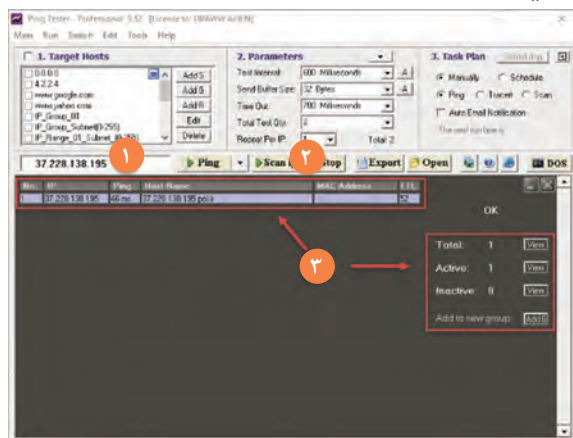 Ping Tester - Professional 9.52
Main Run Switch Edit Tools Help
1. Target Hosts
0.0.0.0
4.2.2.4
www.google.com
www.yahoo.com
IP_Group_01
IP_Group_Subnet(0-255)
IP_Range_01_Subnet
Add S
Add G
Add R
Edit
Delete
2. Parameters
Test Interval: 600 Milliseconds A
Send Buffer Size: 32 Bytes A
Time Out: 700 Milliseconds
Total Test Qty: 2
Repeat Per IP: 1 Total 2
3. Task Plan
Manually Schedule
Ping Tracert Scan
Auto Email Notification
37.228.138.195
Ping
Scan
Stop
Export
Open
DOS
۱
۲
No. IP Ping Host Name MAC Address TTL
1 37.228.138.195 46 ms 37.228.138.195.pola 52
OK
۳
Total: 1 View
Active: 1 View
Inactive: 0 View
Add to new group: Add G